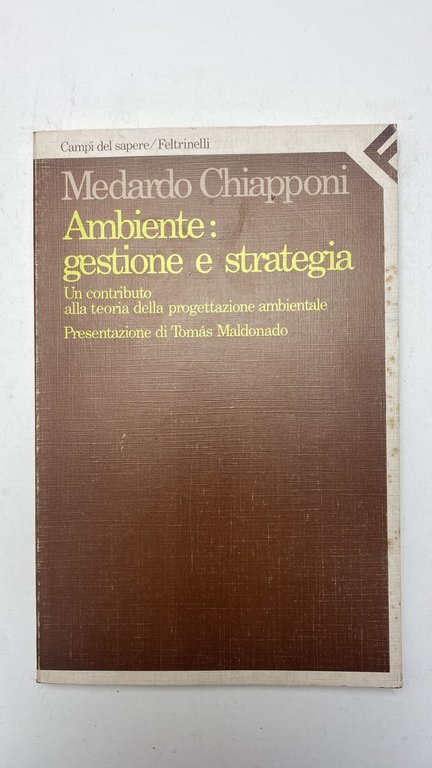 Campi del sapere/Feltrinelli
Medardo Chiapponi
Ambiente:
gestione e strategia
Un contributo
alla teoria della progettazione ambientale
Presentazione di Tomás Maldonado